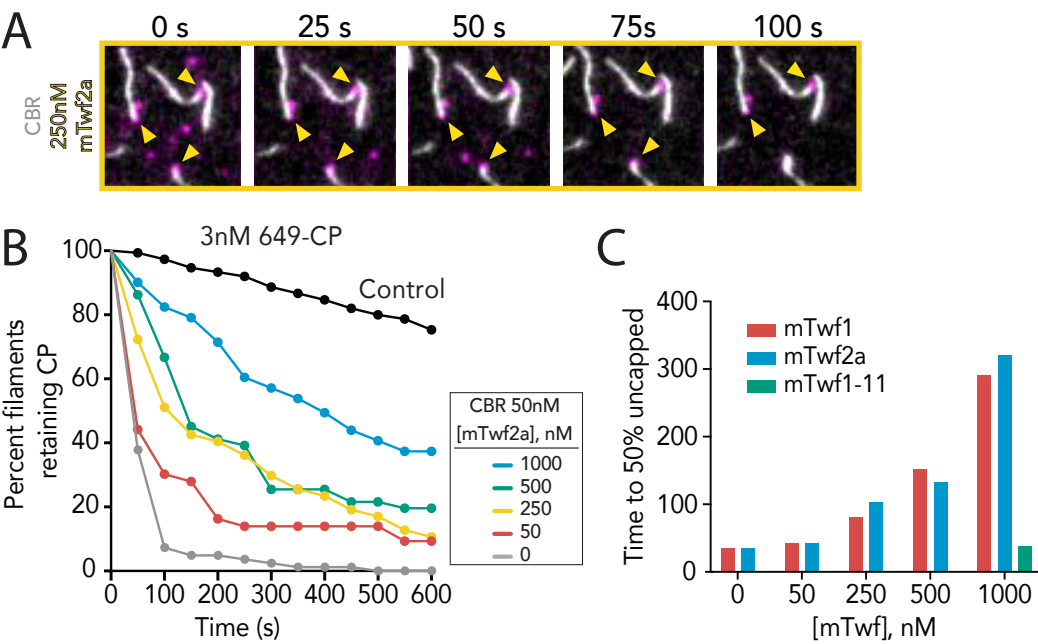 A
0 s 25 s 50 s 75s 100 s
CBR
250nM
mTwf2a
B
3nM 649-CP
Control
Percent filaments
retaining CP
100
80
60
40
20
0
0 100 200 300 400 500 600
Time (s)
CBR 50nM
[mTwf2a], nM
1000
500
250
50
0
C
Time to 50% uncapped
400
300
200
100
0
mTwf1
mTwf2a
mTwf1-11
0 50 250 500 1000
[mTwf], nM